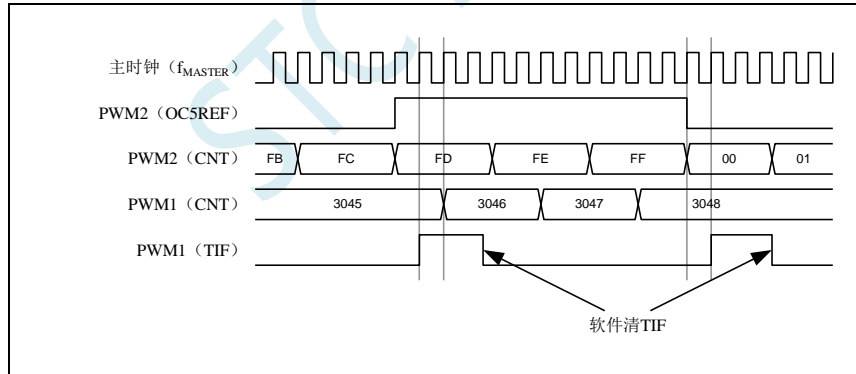 主时钟（fMASTER）
PWM2（OC5REF）
PWM2（CNT） FB FC FD FE FF 00 01
PWM1（CNT） 3045 3046 3047 3048
PWM1（TIF）
软件清TIF